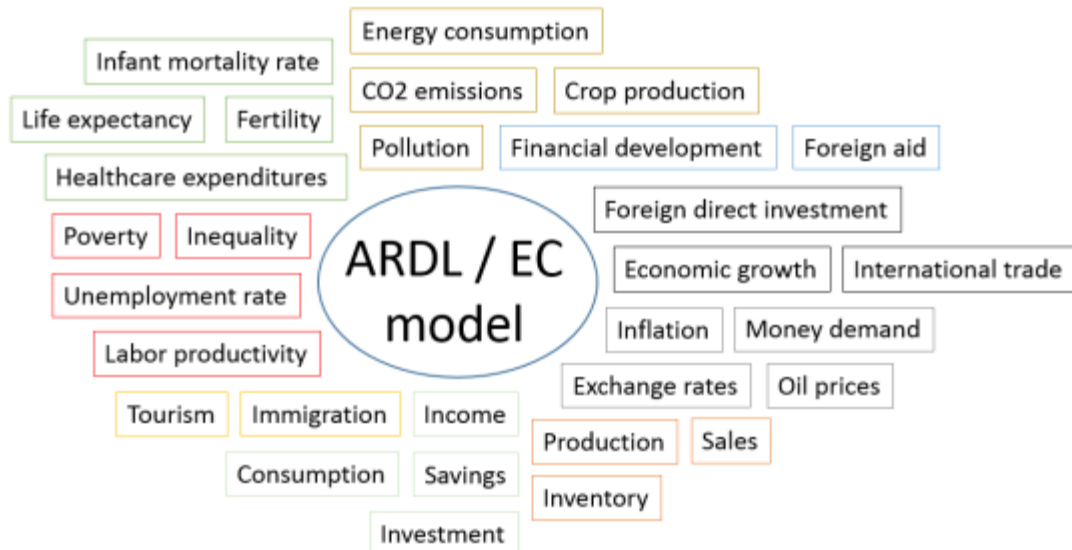 Energy consumption
Infant mortality rate
CO2 emissions
Crop production
Life expectancy
Fertility
Pollution
Financial development
Foreign aid
Healthcare expenditures
Foreign direct investment
Poverty
Inequality
ARDL / EC
model
Economic growth
International trade
Unemployment rate
Inflation
Money demand
Labor productivity
Exchange rates
Oil prices
Tourism
Immigration
Income
Production
Sales
Consumption
Savings
Inventory
Investment